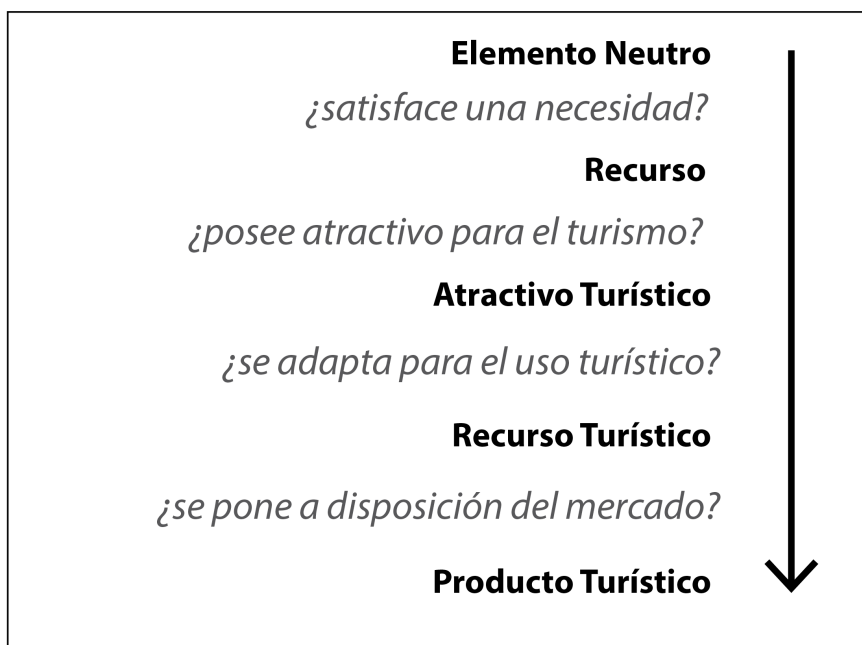 Elemento Neutro
¿satisface una necesidad?
Recurso
¿posee atractivo para el turismo?
Atractivo Turístico
¿se adapta para el uso turístico?
Recurso Turístico
¿se pone a disposición del mercado?
Producto Turístico